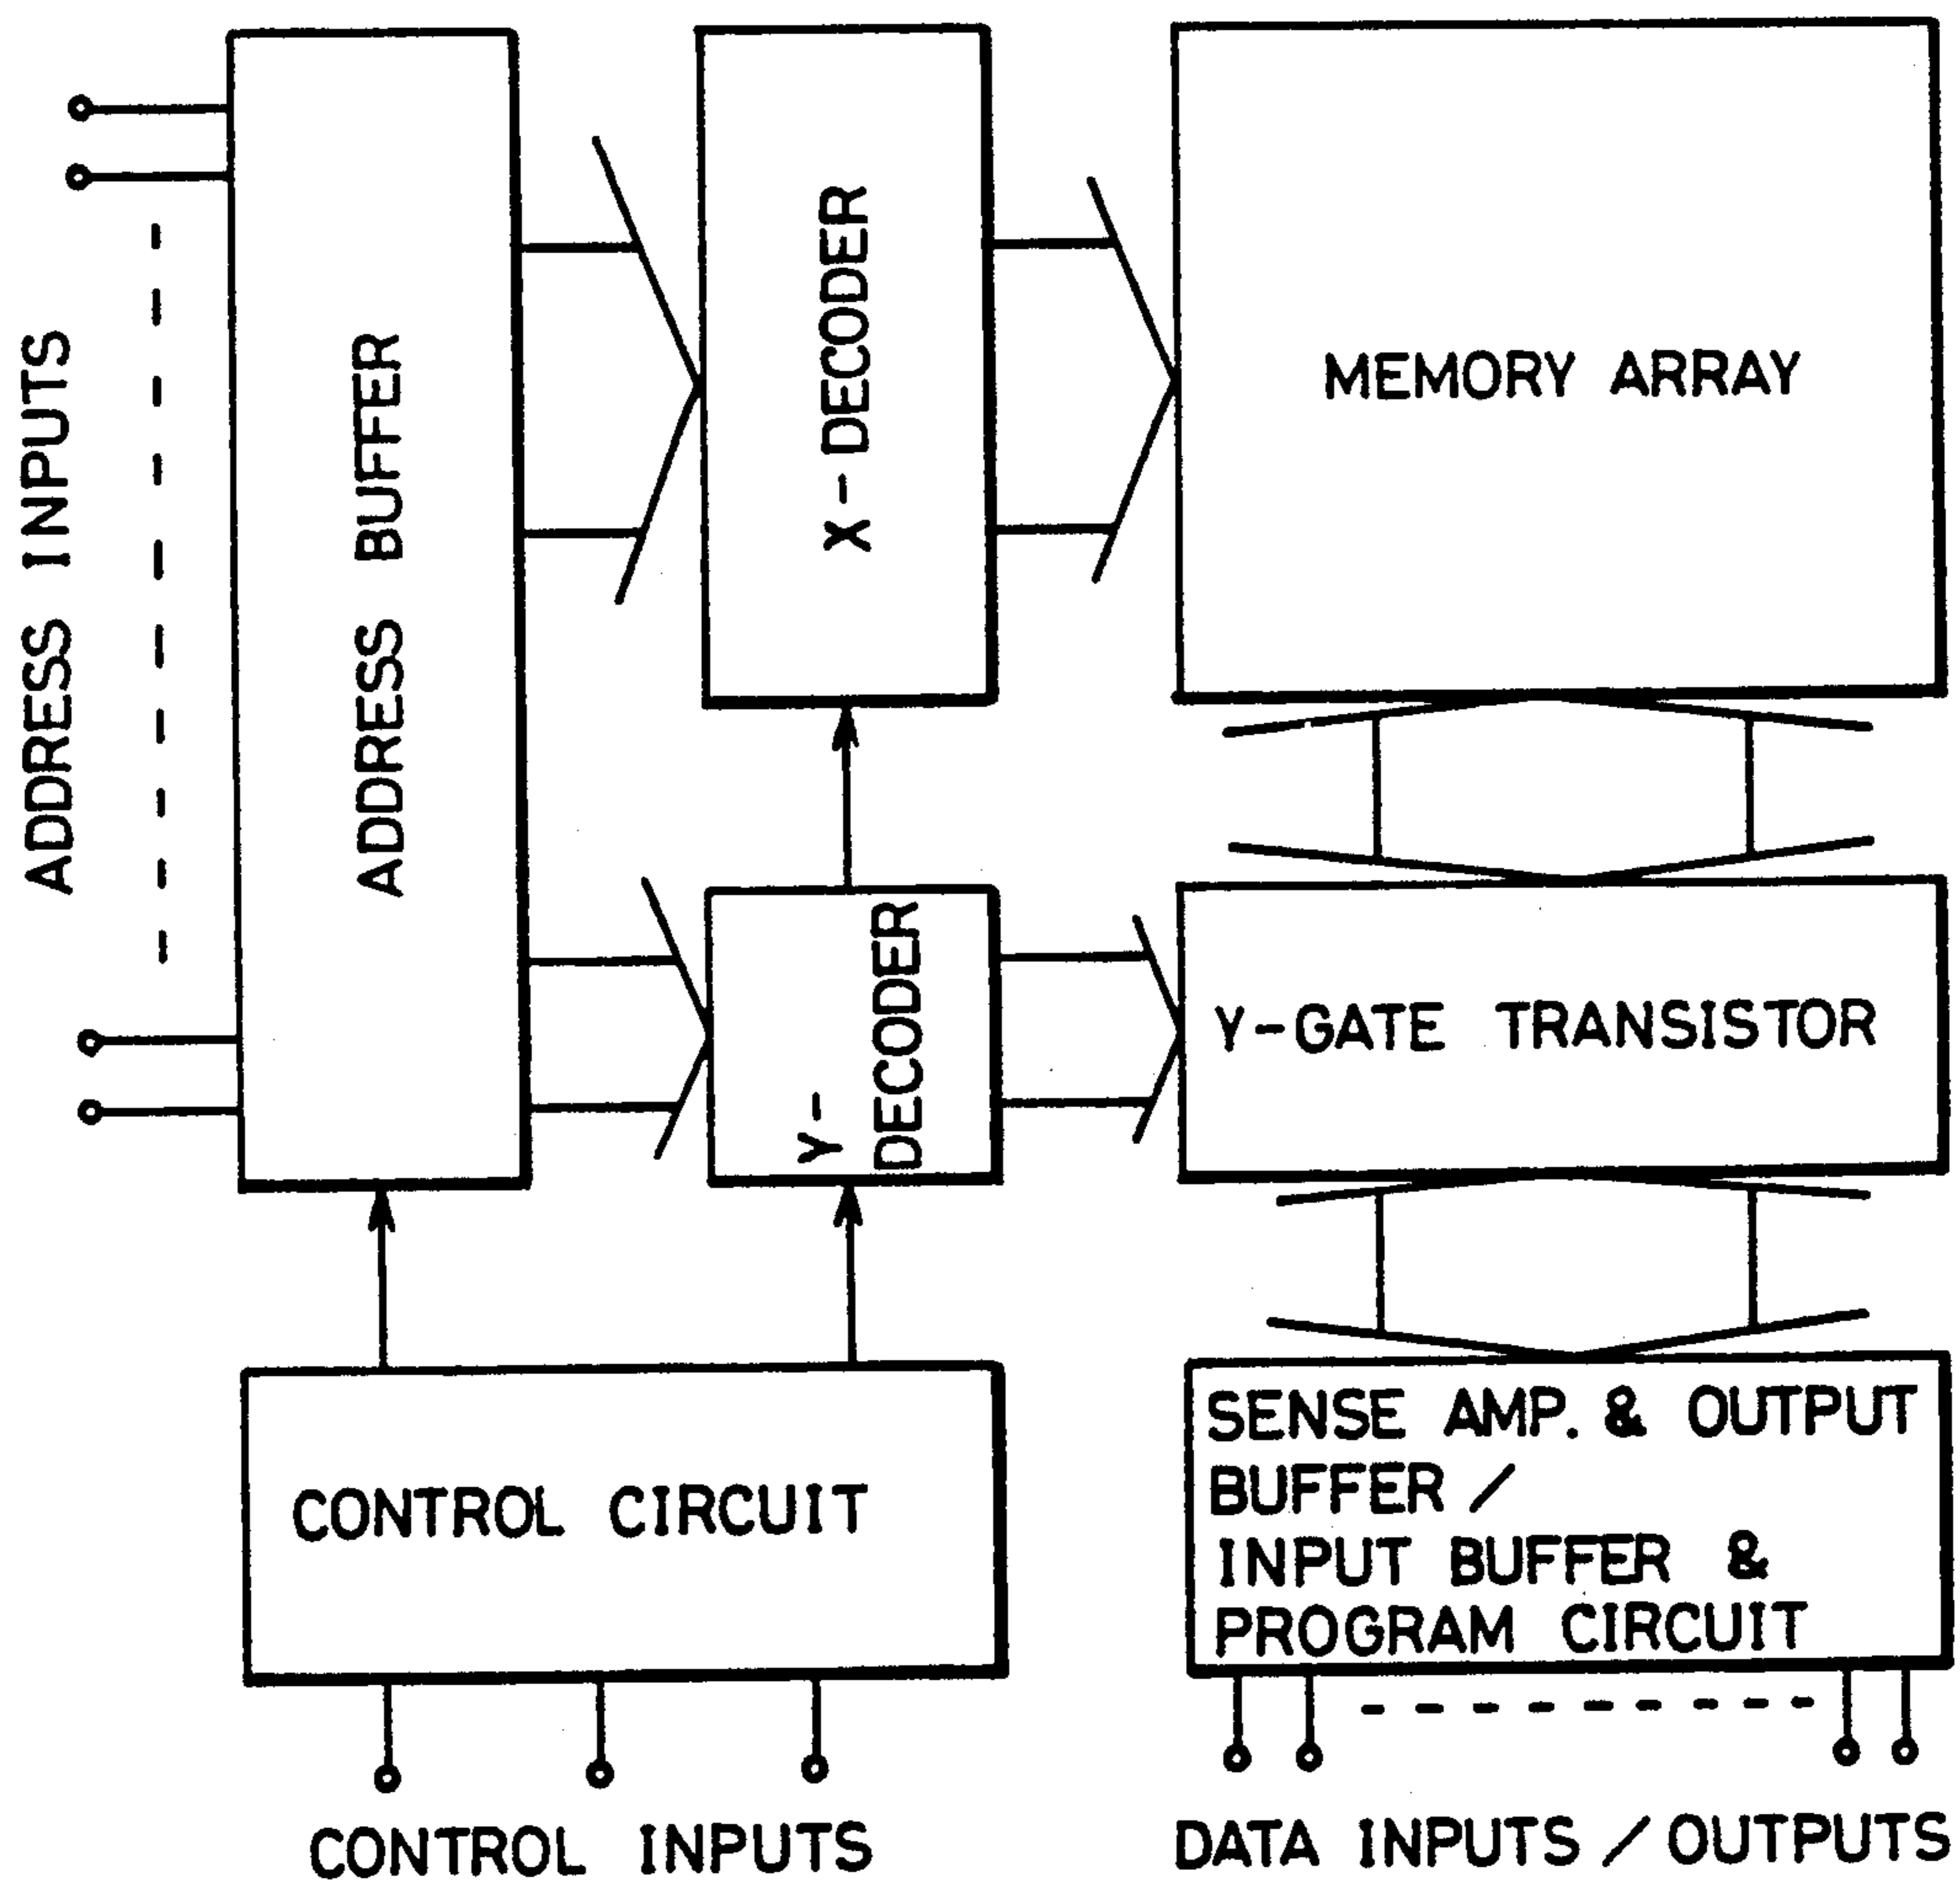 ADDRESS INPUTS
ADDRESS BUFFER
X-DECODER
MEMORY ARRAY
Y-
DECODER
Y-GATE TRANSISTOR
CONTROL CIRCUIT
SENSE AMP. & OUTPUT
BUFFER /
INPUT BUFFER &
PROGRAM CIRCUIT
CONTROL INPUTS
DATA INPUTS / OUTPUTS